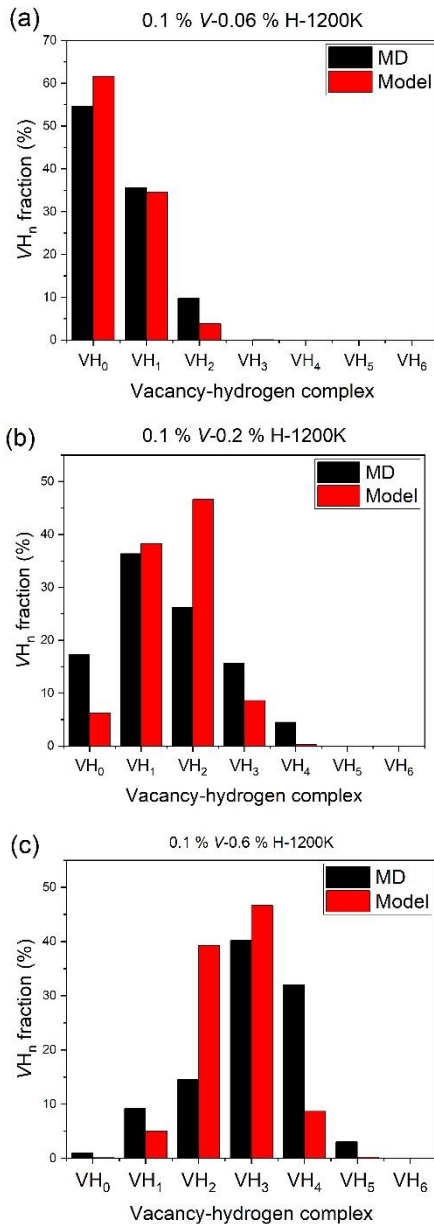 (a)
0.1 % V-0.06 % H-1200K
MD
Model
VHₙ fraction (%)
70
60
50
40
30
20
10
0
VH₀ VH₁ VH₂ VH₃ VH₄ VH₅ VH₆
Vacancy-hydrogen complex
(b)
0.1 % V-0.2 % H-1200K
MD
Model
VHₙ fraction (%)
50
40
30
20
10
0
VH₀ VH₁ VH₂ VH₃ VH₄ VH₅ VH₆
Vacancy-hydrogen complex
(c)
0.1 % V-0.6 % H-1200K
MD
Model
VHₙ fraction (%)
50
40
30
20
10
0
VH₀ VH₁ VH₂ VH₃ VH₄ VH₅ VH₆
Vacancy-hydrogen complex